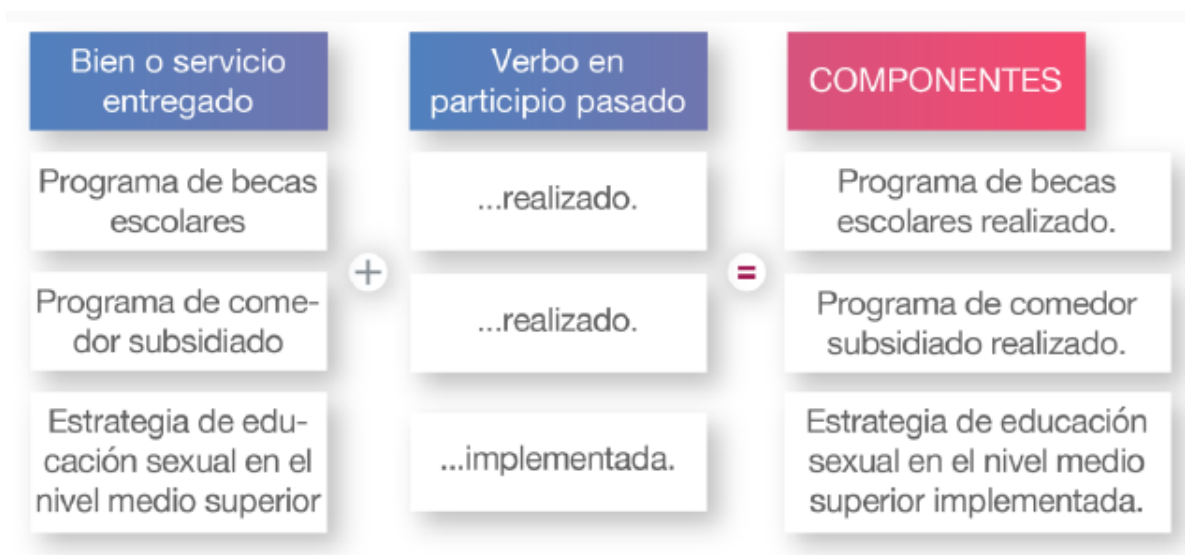 Bien o servicio
entregado
Verbo en
participio pasado
COMPONENTES
Programa de becas
escolares
...realizado.
Programa de becas
escolares realizado.
+
=
Programa de come-
dor subsidiado
...realizado.
Programa de comedor
subsidiado realizado.
Estrategia de edu-
cación sexual en el
nivel medio superior
...implementada.
Estrategia de educación
sexual en el nivel medio
superior implementada.